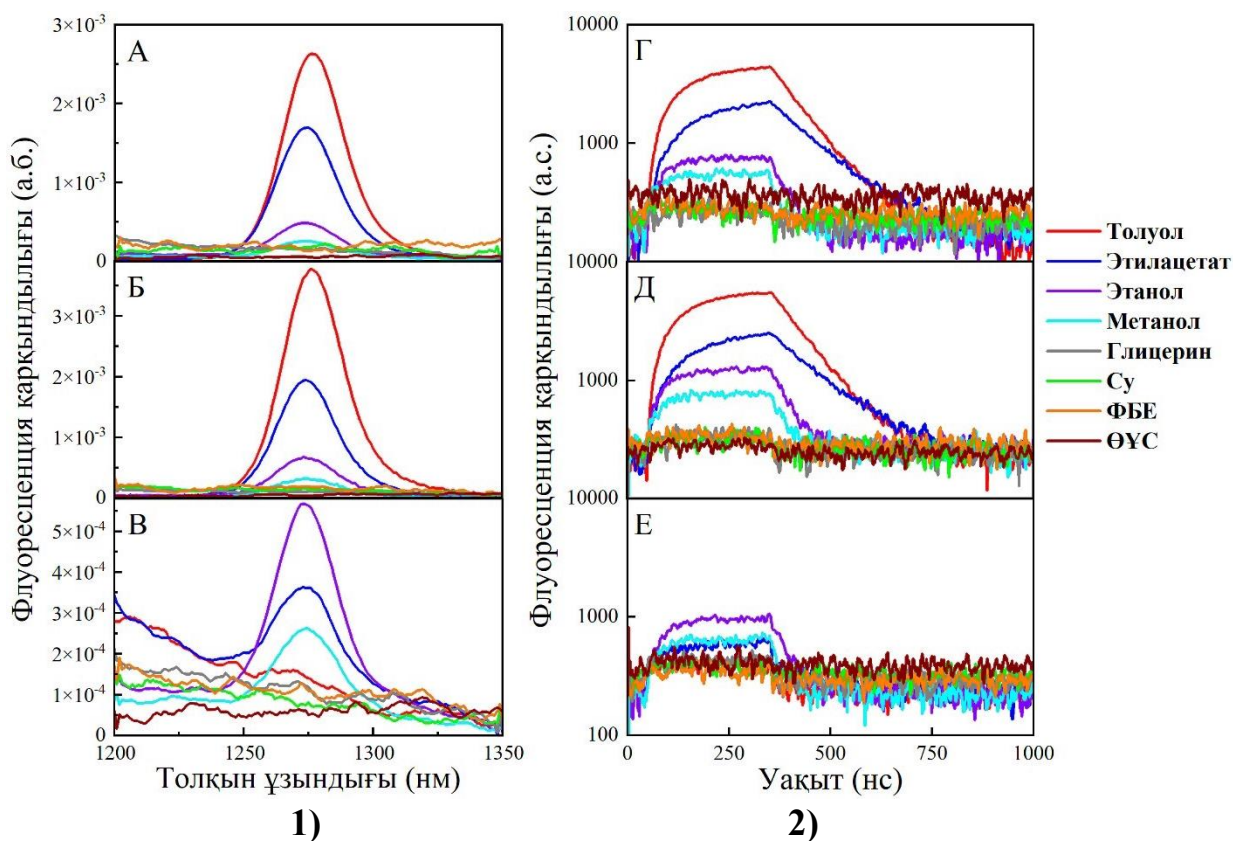 Флуоресценция қарқындылығы (а.б.)
3×10⁻³
2×10⁻³
1×10⁻³
0
А
3×10⁻³
2×10⁻³
1×10⁻³
0
Б
5×10⁻⁴
4×10⁻⁴
3×10⁻⁴
2×10⁻⁴
1×10⁻⁴
0
В
1200
1250
1300
1350
Толқын ұзындығы (нм)
1)
Флуоресценция қарқындылығы (а.с.)
10000
1000
Г
10000
1000
Д
10000
1000
100
Е
0
250
500
750
1000
Уақыт (нс)
2)
Толуол
Этилацетат
Этанол
Метанол
Глицерин
Су
ФБЕ
ӨҰС